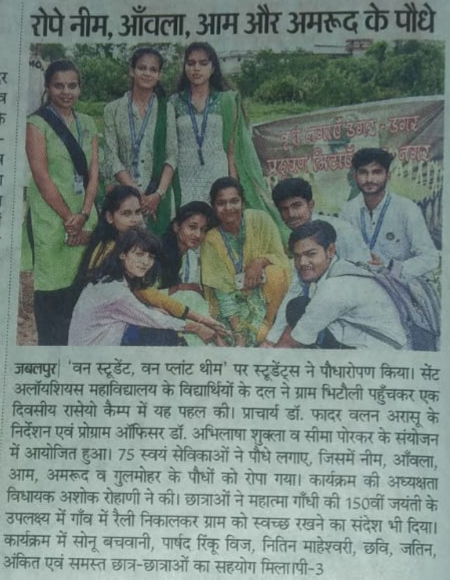 रोपे नीम, आँवला, आम और अमरूद के पौधे
जबलपुर| 'वन स्टूडेंट, वन प्लांट थीम' पर स्टूडेंट्स ने पौधारोपण किया। सेंट
अलॉयशियस महाविद्यालय के विद्यार्थियों के दल ने ग्राम भिटौली पहुँचकर एक
दिवसीय रासेयो कैम्प में यह पहल की। प्राचार्य डॉ. फादर वलन अरासू के
निर्देशन एवं प्रोग्राम ऑफिसर डॉ. अभिलाषा शुक्ला व सीमा पोरकर के संयोजन
में आयोजित हुआ। 75 स्वयं सेविकाओं ने पौधे लगाए, जिसमें नीम, आँवला,
आम, अमरूद व गुलमोहर के पौधों को रोपा गया। कार्यक्रम की अध्यक्षता
विधायक अशोक रोहाणी ने की। छात्राओं ने महात्मा गाँधी की 150वीं जयंती के
उपलक्ष्य में गाँव में रैली निकालकर ग्राम को स्वच्छ रखने का संदेश भी दिया।
कार्यक्रम में सोनू बचवानी, पार्षद रिंकू विज, नितिन माहेश्वरी, छवि, जतिन,
अंकित एवं समस्त छात्र-छात्राओं का सहयोग मिला।पी-3